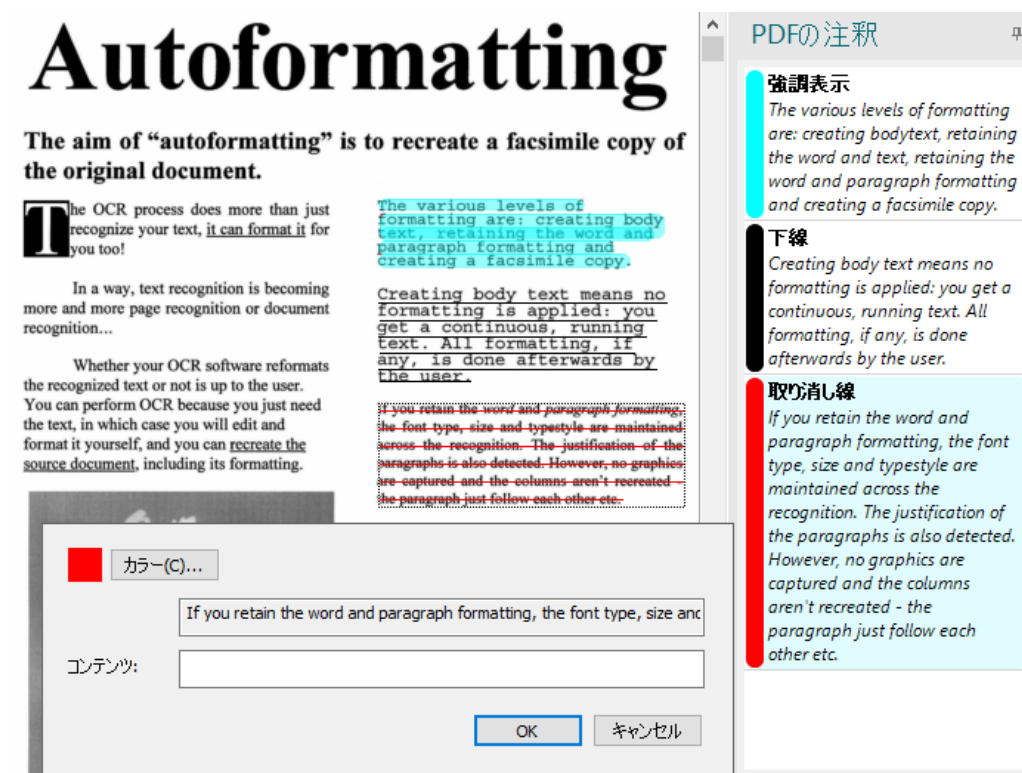 Autoformatting
The aim of “autoformatting” is to recreate a facsimile copy of
the original document.
The OCR process does more than just
recognize your text, it can format it for
you too!
In a way, text recognition is becoming
more and more page recognition or document
recognition...
Whether your OCR software reformats
the recognized text or not is up to the user.
You can perform OCR because you just need
the text, in which case you will edit and
format it yourself, and you can recreate the
source document, including its formatting.
The various levels of
formatting are: creating body
text, retaining the word and
paragraph formatting and
creating a facsimile copy.
Creating body text means no
formatting is applied: you
get a continuous, running
text. All formatting, if
any, is done afterwards by
the user.
If you retain the word and paragraph formatting,
the font type, size and typestyle are maintained
across the recognition. The justification of the
paragraphs is also detected. However, no graphics
are captured and the columns aren’t recreated -
the paragraph just follow each other etc.
カラー(C)...
If you retain the word and paragraph formatting, the font type, size and
コンテンツ:
OK
キャンセル
PDFの注釈
強調表示
The various levels of formatting
are: creating bodytext, retaining
the word and text, retaining the
word and paragraph formatting
and creating a facsimile copy.
下線
Creating body text means no
formatting is applied: you get a
continuous, running text. All
formatting, if any, is done
afterwards by the user.
取り消し線
If you retain the word and
paragraph formatting, the font
type, size and typestyle are
maintained across the
recognition. The justification of
the paragraphs is also detected.
However, no graphics are
captured and the columns
aren't recreated - the
paragraph just follow each
other etc.